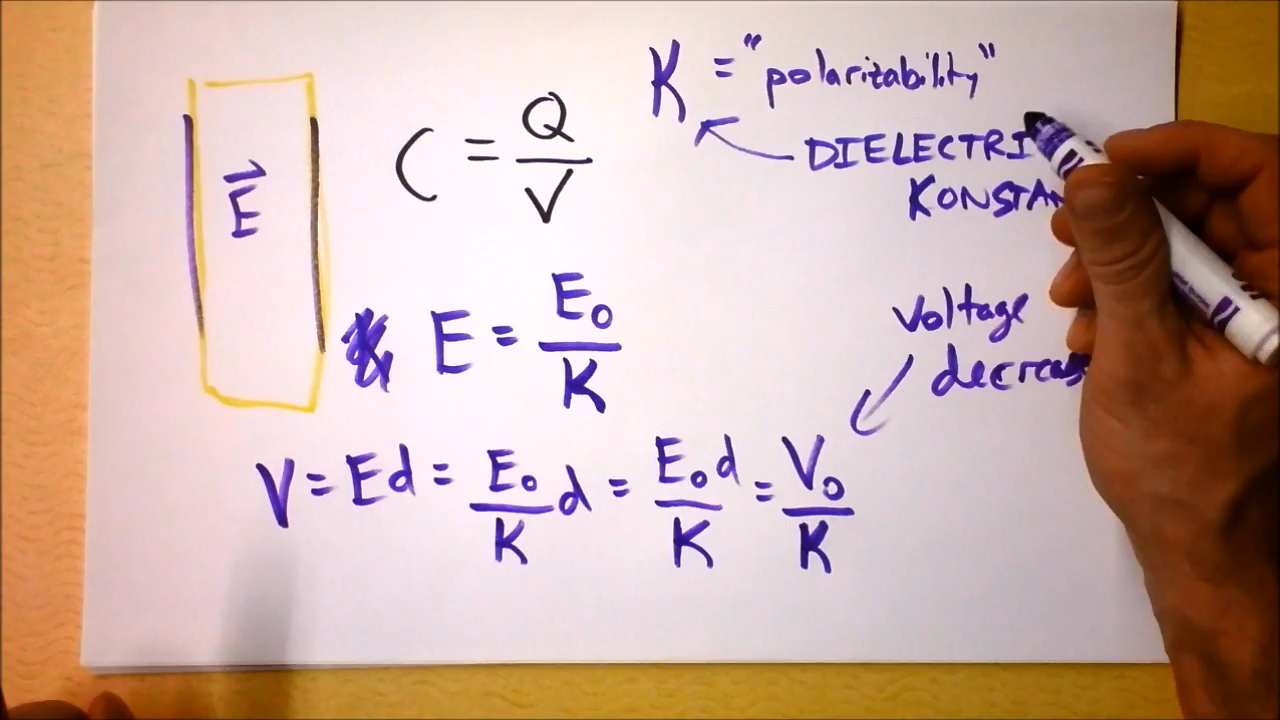 K = "polarizability"
DIELECTRI
KONSTAN
E⃗
C = Q/V
E = E₀/K
Voltage
decreas
V = Ed = E₀/K d = E₀d/K = V₀/K